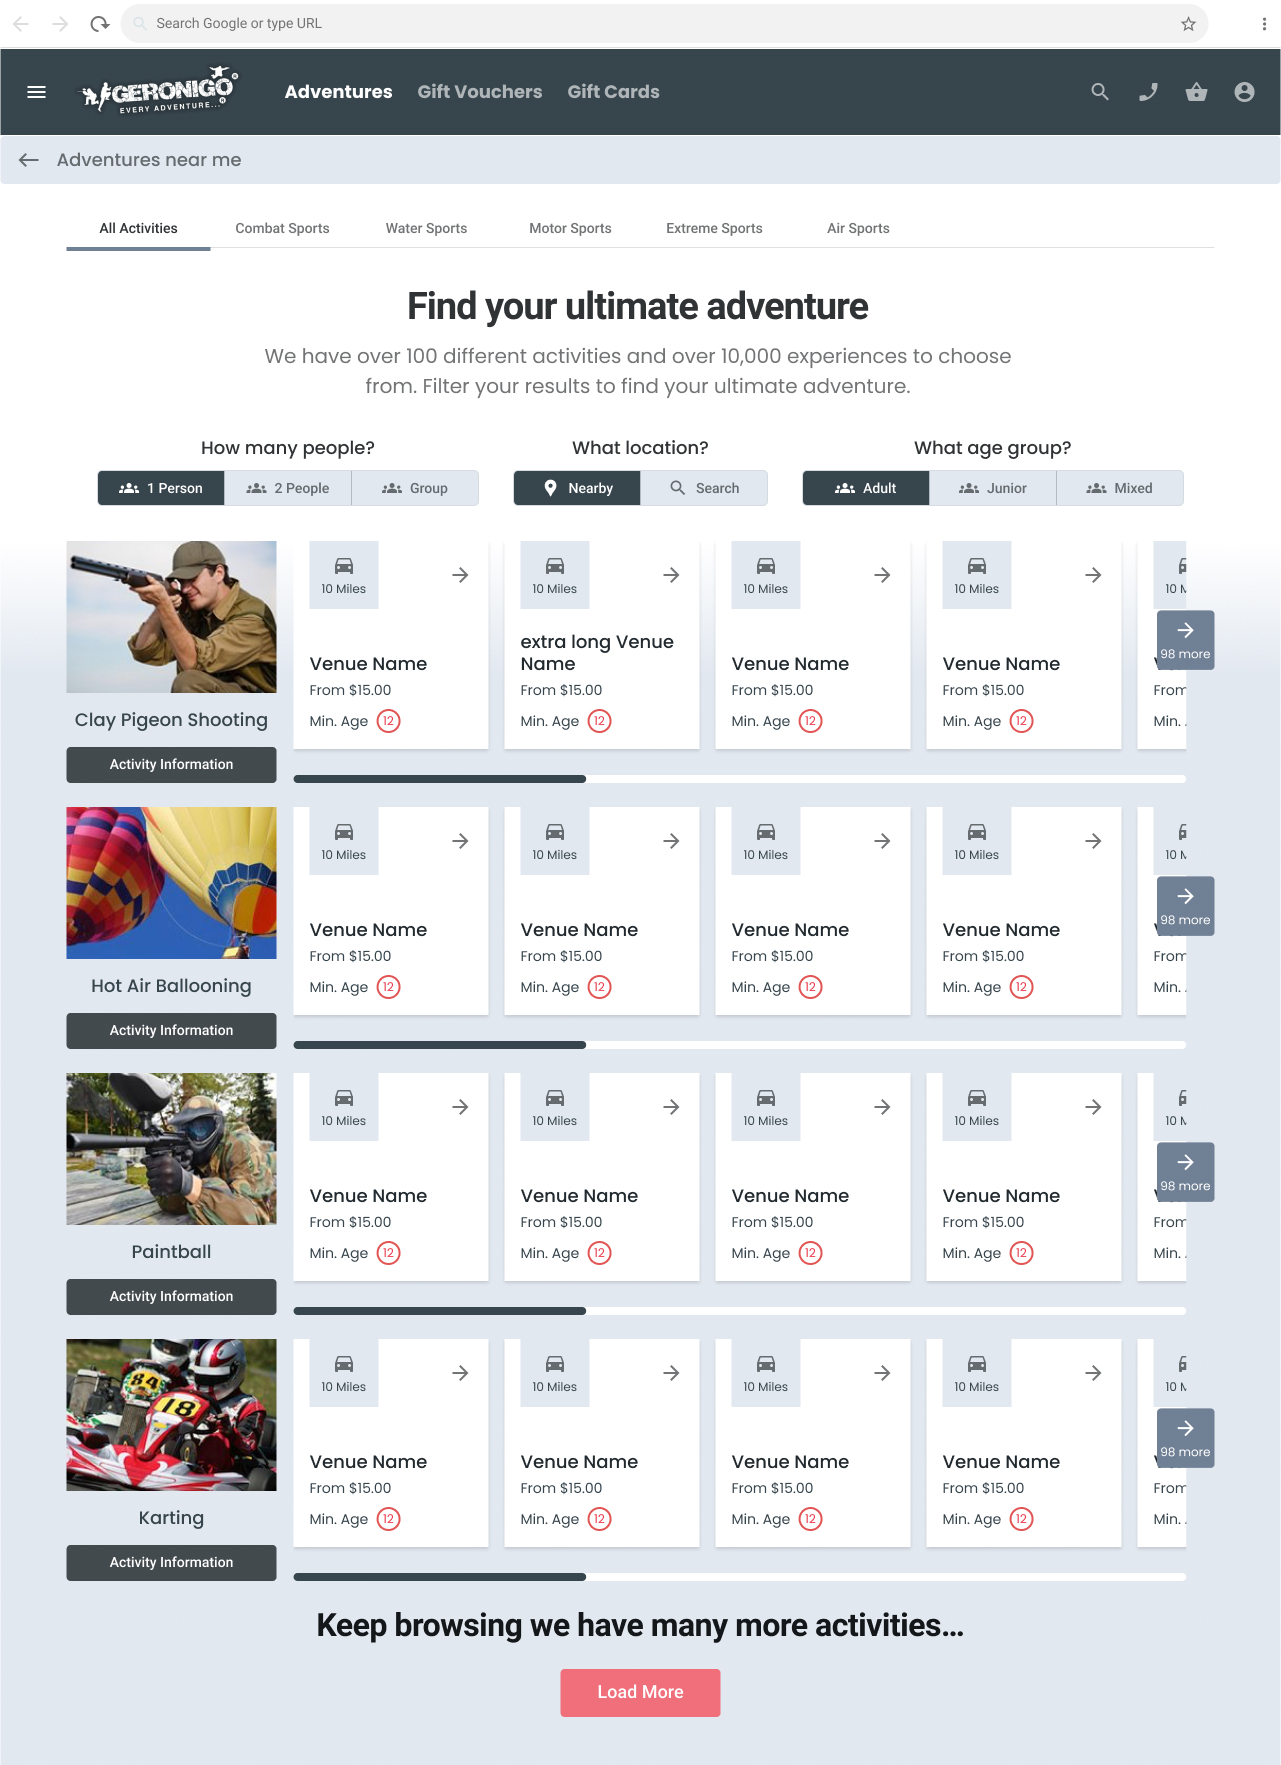 Search Google or type URL
GERONIGO
EVERY ADVENTURE...
Adventures
Gift Vouchers
Gift Cards
Adventures near me
All Activities
Combat Sports
Water Sports
Motor Sports
Extreme Sports
Air Sports
Find your ultimate adventure
We have over 100 different activities and over 10,000 experiences to choose
from. Filter your results to find your ultimate adventure.
How many people?
1 Person
2 People
Group
What location?
Nearby
Search
What age group?
Adult
Junior
Mixed
Clay Pigeon Shooting
Activity Information
10 Miles
Venue Name
From $15.00
Min. Age 12
10 Miles
extra long Venue
Name
From $15.00
Min. Age 12
10 Miles
Venue Name
From $15.00
Min. Age 12
10 Miles
Venue Name
From $15.00
Min. Age 12
10
98 more
From
Min.
Hot Air Ballooning
Activity Information
10 Miles
Venue Name
From $15.00
Min. Age 12
10 Miles
Venue Name
From $15.00
Min. Age 12
10 Miles
Venue Name
From $15.00
Min. Age 12
10 Miles
Venue Name
From $15.00
Min. Age 12
10
98 more
From
Min.
Paintball
Activity Information
10 Miles
Venue Name
From $15.00
Min. Age 12
10 Miles
Venue Name
From $15.00
Min. Age 12
10 Miles
Venue Name
From $15.00
Min. Age 12
10 Miles
Venue Name
From $15.00
Min. Age 12
10
98 more
From
Min.
84
18
Karting
Activity Information
10 Miles
Venue Name
From $15.00
Min. Age 12
10 Miles
Venue Name
From $15.00
Min. Age 12
10 Miles
Venue Name
From $15.00
Min. Age 12
10 Miles
Venue Name
From $15.00
Min. Age 12
10
98 more
From
Min.
Keep browsing we have many more activities...
Load More